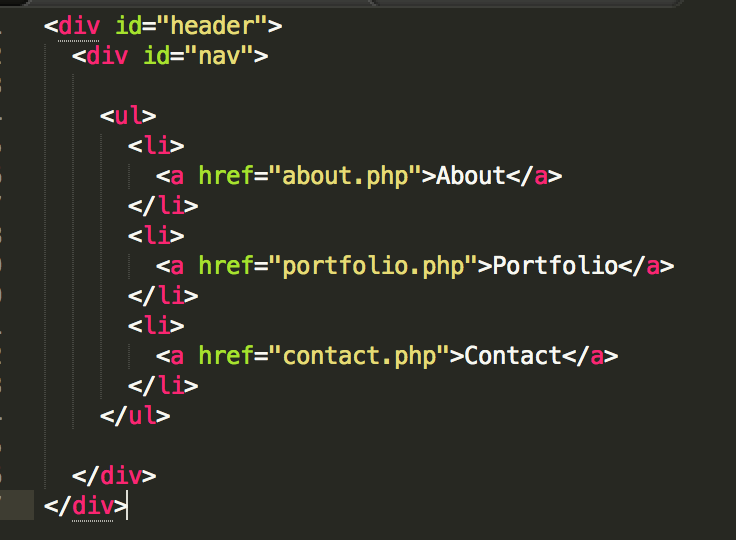 <div id="header">
<div id="nav">
<ul>
<li>
<a href="about.php">About</a>
</li>
<li>
<a href="portfolio.php">Portfolio</a>
</li>
<li>
<a href="contact.php">Contact</a>
</li>
</ul>
</div>
</div>